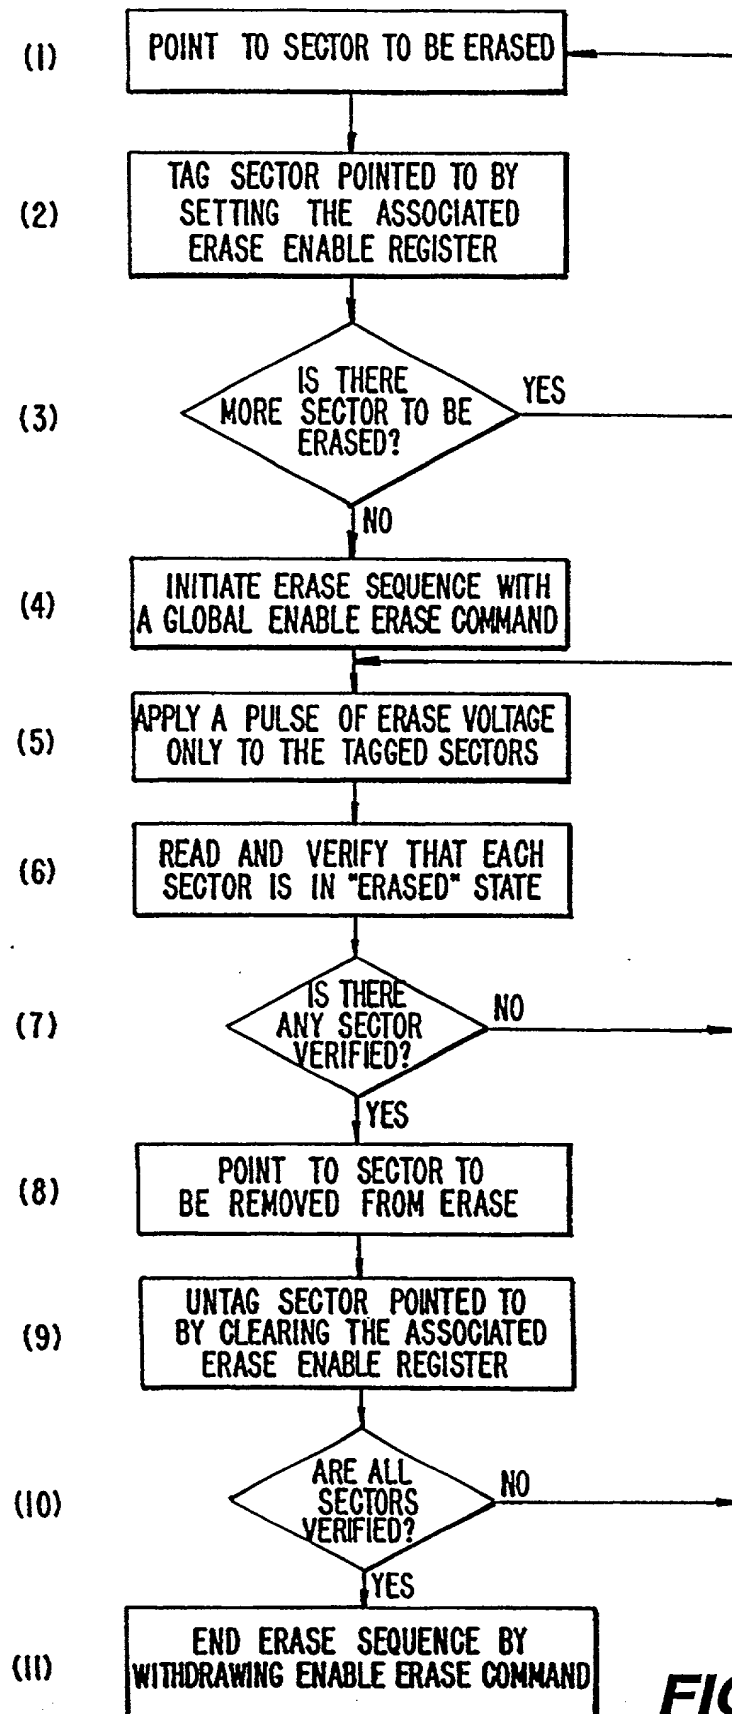 (1)
POINT TO SECTOR TO BE ERASED
(2)
TAG SECTOR POINTED TO BY
SETTING THE ASSOCIATED
ERASE ENABLE REGISTER
(3)
IS THERE
MORE SECTOR TO BE
ERASED?
YES
NO
(4)
INITIATE ERASE SEQUENCE WITH
A GLOBAL ENABLE ERASE COMMAND
(5)
APPLY A PULSE OF ERASE VOLTAGE
ONLY TO THE TAGGED SECTORS
(6)
READ AND VERIFY THAT EACH
SECTOR IS IN "ERASED" STATE
(7)
IS THERE
ANY SECTOR
VERIFIED?
NO
YES
(8)
POINT TO SECTOR TO
BE REMOVED FROM ERASE
(9)
UNTAG SECTOR POINTED TO
BY CLEARING THE ASSOCIATED
ERASE ENABLE REGISTER
(10)
ARE ALL
SECTORS
VERIFIED?
NO
YES
(11)
END ERASE SEQUENCE BY
WITHDRAWING ENABLE ERASE COMMAND